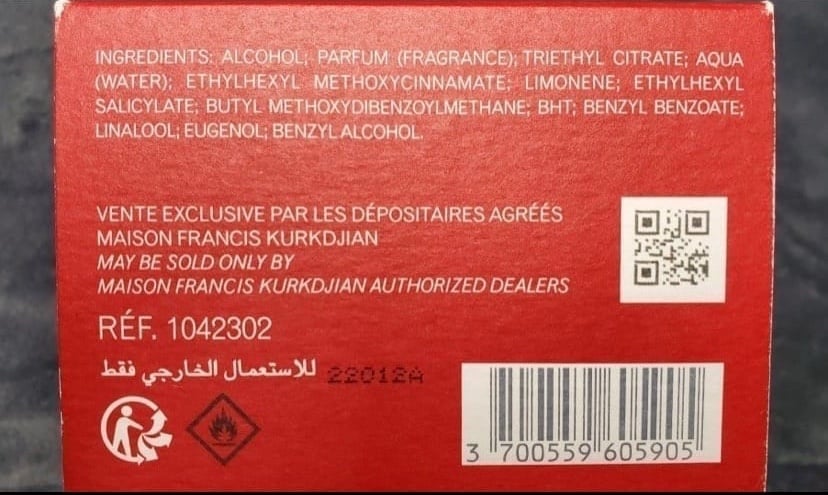 INGREDIENTS: ALCOHOL; PARFUM (FRAGRANCE); TRIETHYL CITRATE; AQUA
(WATER); ETHYLHEXYL METHOXYCINNAMATE; LIMONENE; ETHYLHEXYL
SALICYLATE; BUTYL METHOXYDIBENZOYLMETHANE; BHT; BENZYL BENZOATE;
LINALOOL; EUGENOL; BENZYL ALCOHOL.
VENTE EXCLUSIVE PAR LES DÉPOSITAIRES AGRÉÉS
MAISON FRANCIS KURKDJIAN
MAY BE SOLD ONLY BY
MAISON FRANCIS KURKDJIAN AUTHORIZED DEALERS
RÉF. 1042302
للاستعمال الخارجي فقط
22012A
3 700559 605905